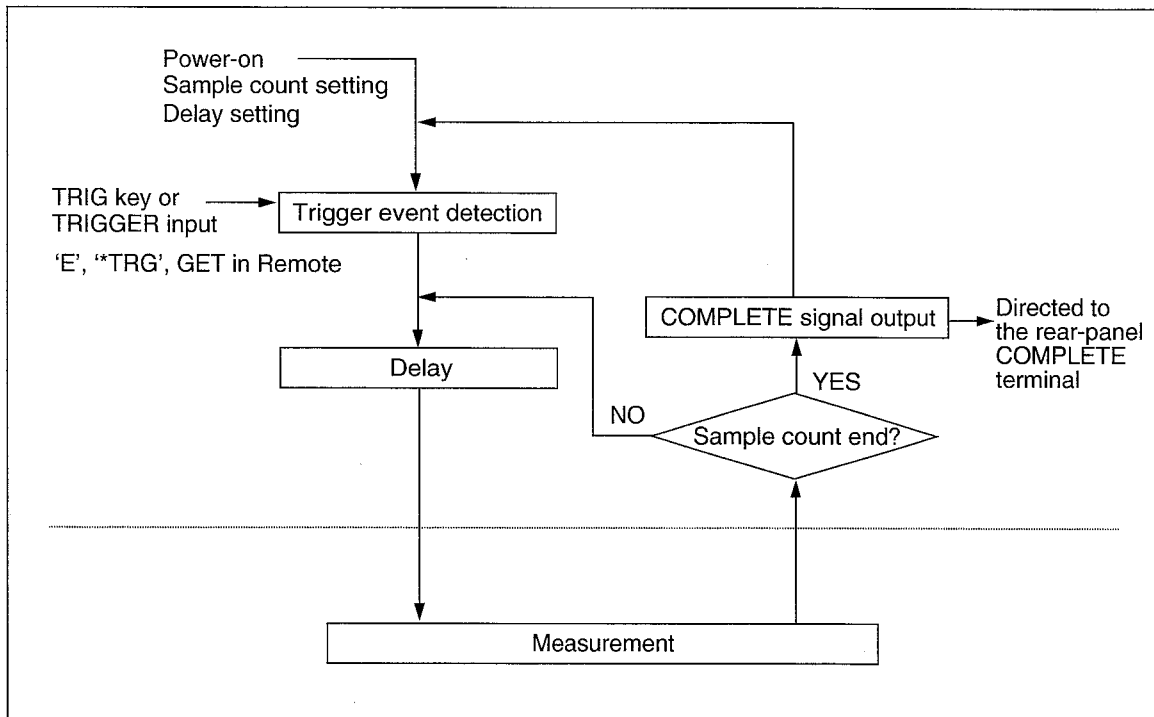 Power-on
Sample count setting
Delay setting
TRIG key or
TRIGGER input
Trigger event detection
‘E’, ‘*TRG’, GET in Remote
COMPLETE signal output
Directed to
the rear-panel
COMPLETE
terminal
Delay
YES
NO
Sample count end?
Measurement